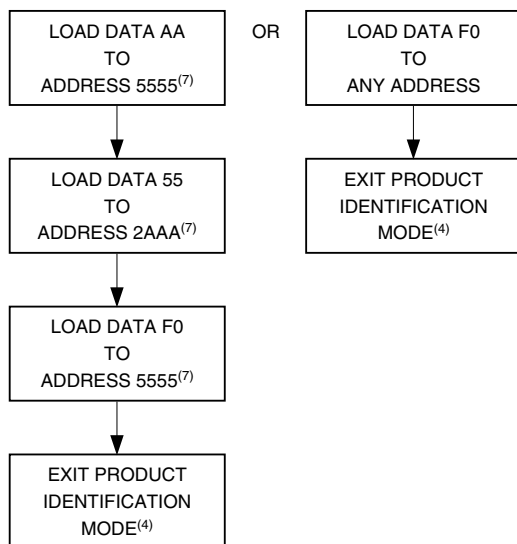 LOAD DATA AA
TO
ADDRESS 5555(7)
LOAD DATA 55
TO
ADDRESS 2AAA(7)
LOAD DATA F0
TO
ADDRESS 5555(7)
EXIT PRODUCT
IDENTIFICATION
MODE(4)
OR
LOAD DATA F0
TO
ANY ADDRESS
EXIT PRODUCT
IDENTIFICATION
MODE(4)